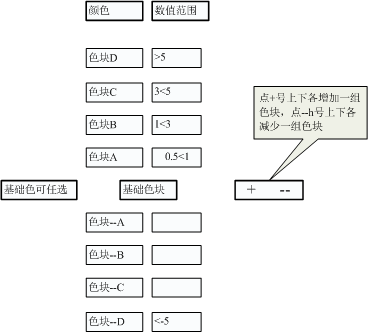 颜色 数值范围
色块D >5
色块C 3<5
色块B 1<3
色块A 0.5<1
点+号上下各增加一组
色块，点--h号上下各
减少一组色块
基础色可任选 基础色块 + --
色块--A
色块--B
色块--C
色块--D <-5